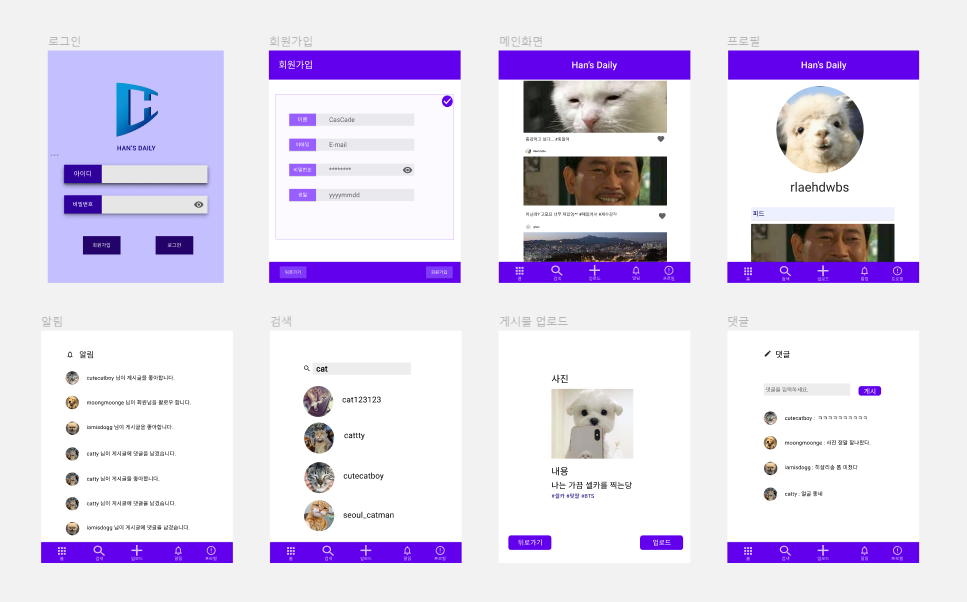 로그인
HAN'S DAILY
아이디
비밀번호
회원가입
로그인
회원가입
회원가입
이름
CasCade
이메일
E-mail
비밀번호
********
생일
yyyymmdd
뒤로가기
회원가입
메인화면
Han's Daily
홈
검색
업로드
알림
프로필
프로필
Han's Daily
rlaehdwbs
피드
홈
검색
업로드
알림
프로필
알림
알림
cutecatboy 님이 게시글을 좋아합니다.
moongmoonge 님이 회원님을 팔로우 합니다.
iamisdogg 님이 게시글을 좋아합니다.
catty 님이 게시글에 댓글을 남겼습니다.
catty 님이 게시글을 좋아합니다.
catty 님이 게시글에 댓글을 남겼습니다.
iamisdogg 님이 게시글에 댓글을 남겼습니다.
홈
검색
업로드
알림
프로필
검색
cat
cat123123
cattty
cutecatboy
seoul_catman
홈
검색
업로드
알림
프로필
게시물 업로드
사진
내용
나는 가끔 셀카를 찍는당
#셀카 #댓글 #BTS
뒤로가기
업로드
댓글
댓글
댓글을 입력하세요.
게시
cutecatboy : ㅋㅋㅋㅋㅋㅋㅋㅋㅋㅋ
moongmoonge : 사진 정말 잘나왔다.
iamisdogg : 히살리송 폼 미쳤다
catty : 얼굴 좋네
홈
검색
업로드
알림
프로필